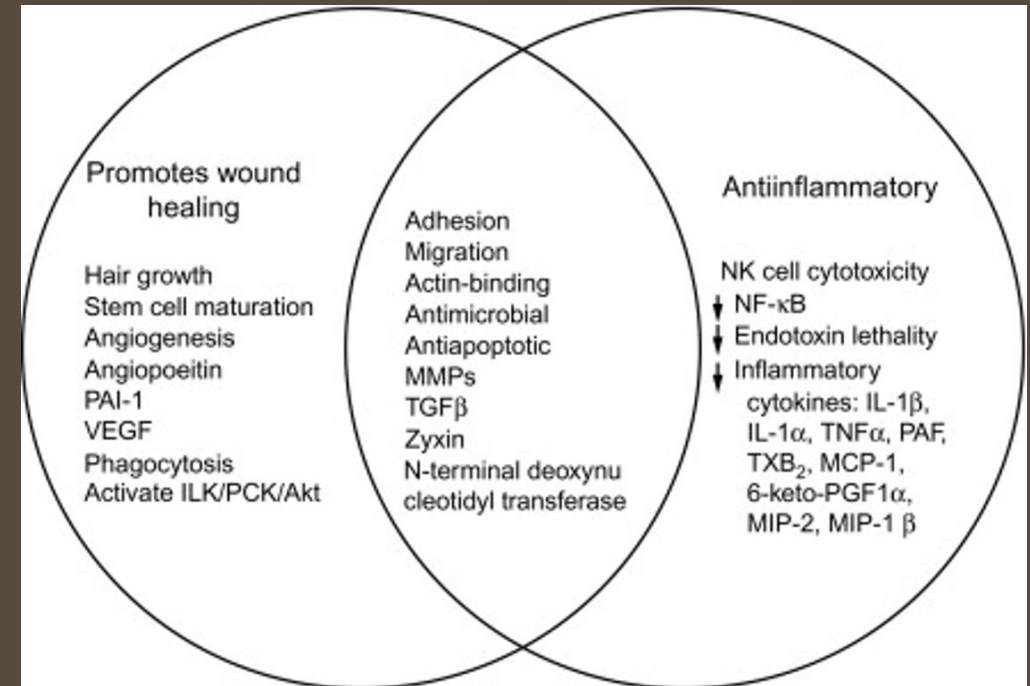 Promotes wound
healing
Hair growth
Stem cell maturation
Angiogenesis
Angiopoeitin
PAI-1
VEGF
Phagocytosis
Activate ILK/PCK/Akt
Adhesion
Migration
Actin-binding
Antimicrobial
Antiapoptotic
MMPs
TGFβ
Zyxin
N-terminal deoxynu
cleotidyl transferase
Antiinflammatory
NK cell cytotoxicity
↓ NF-κB
↓ Endotoxin lethality
↓ Inflammatory
cytokines: IL-1β,
IL-1α, TNFα, PAF,
TXB₂, MCP-1,
6-keto-PGF1α,
MIP-2, MIP-1 β